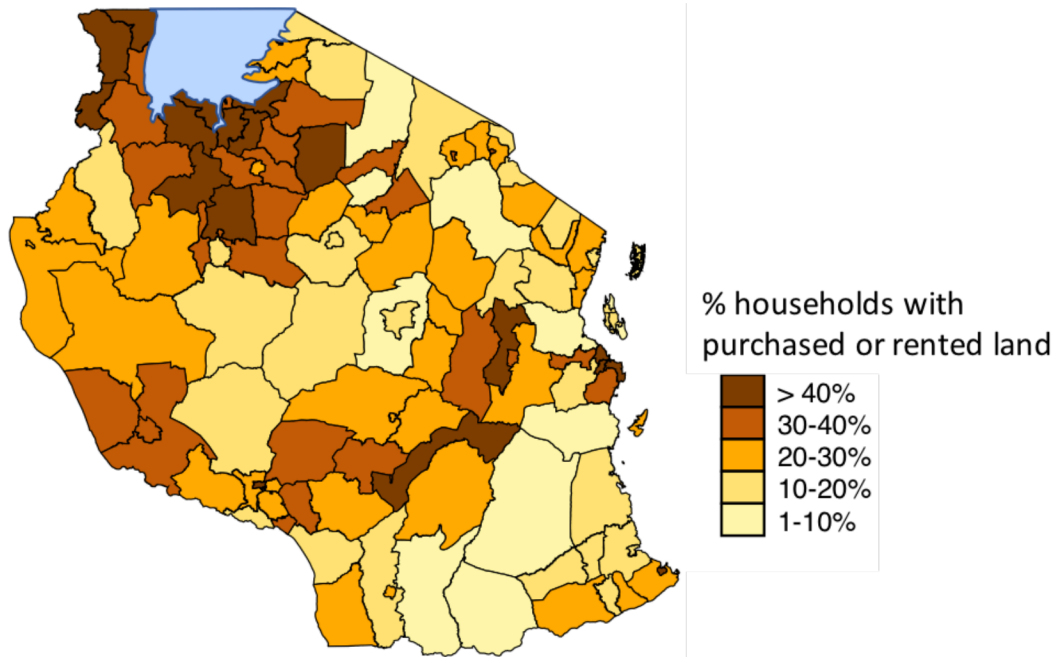 % households with
purchased or rented land
> 40%
30-40%
20-30%
10-20%
1-10%